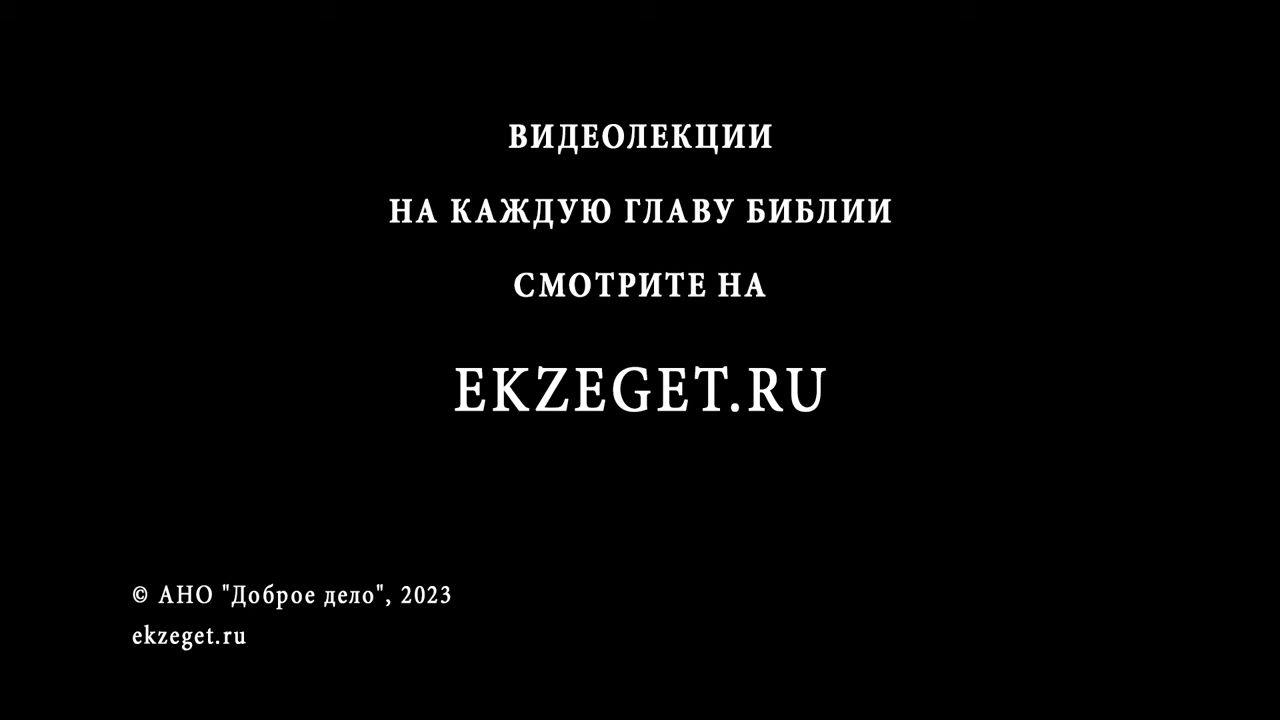 ВИДЕОЛЕКЦИИ
НА КАЖДУЮ ГЛАВУ БИБЛИИ
СМОТРИТЕ НА
EKZEGET.RU
© АНО "Доброе дело", 2023
ekzeget.ru